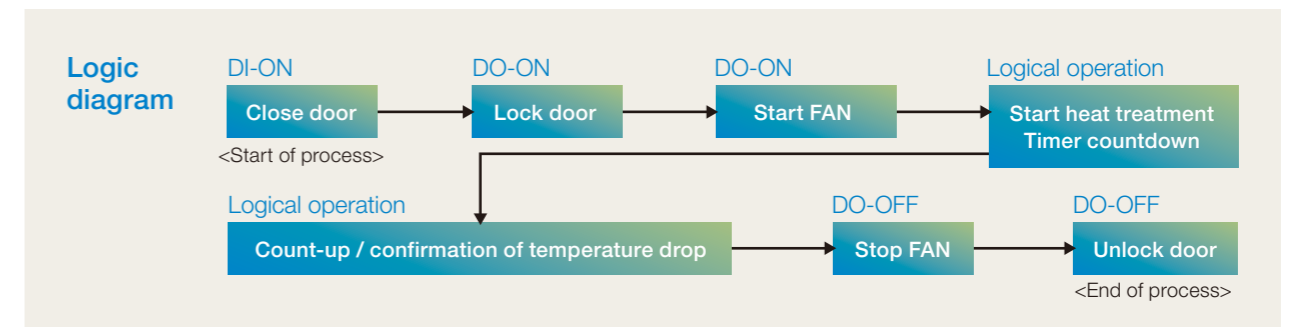 Logic
diagram
DI-ON
DO-ON
DO-ON
Logical operation
Close door
Lock door
Start FAN
Start heat treatment
Timer countdown
<Start of process>
Logical operation
DO-OFF
DO-OFF
Count-up / confirmation of temperature drop
Stop FAN
Unlock door
<End of process>